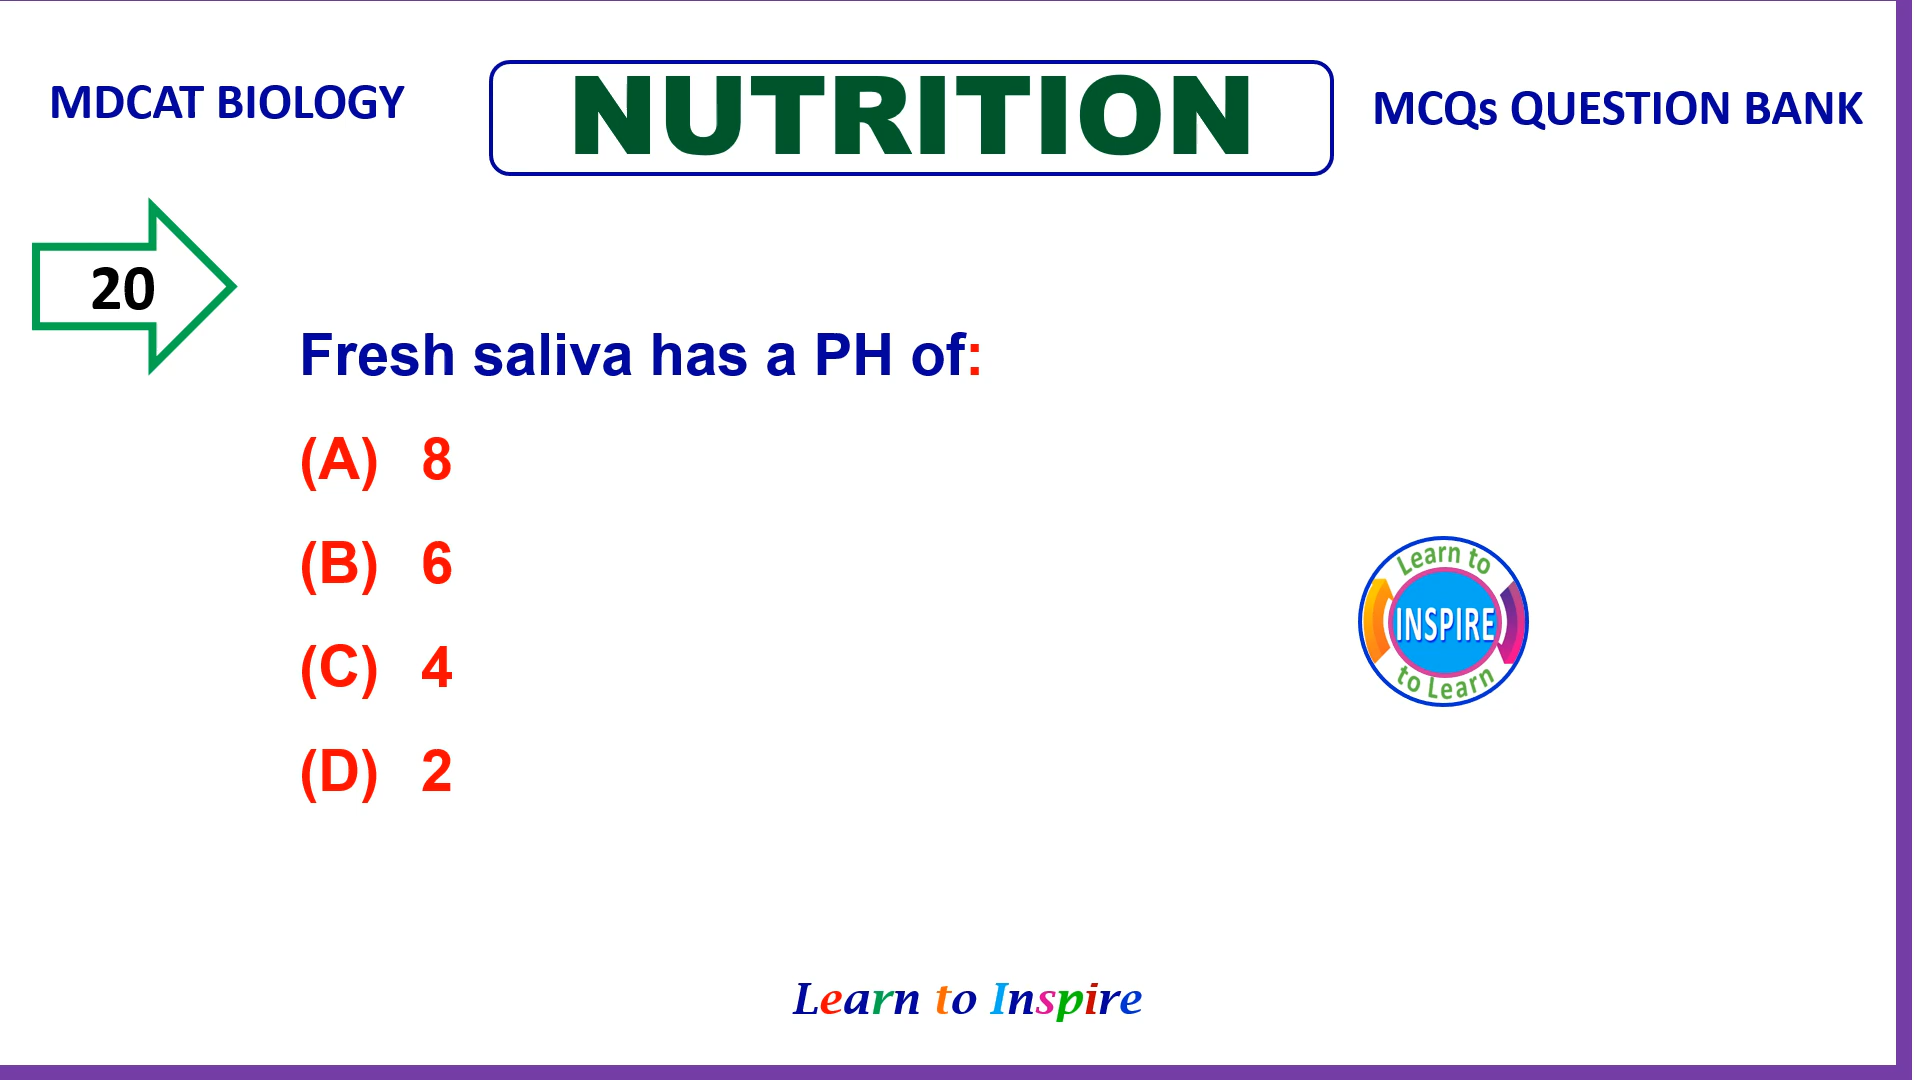 MDCAT BIOLOGY
NUTRITION
MCQs QUESTION BANK
20
Fresh saliva has a PH of:
(A) 8
(B) 6
(C) 4
(D) 2
Learn to
INSPIRE
to Learn
Learn to Inspire